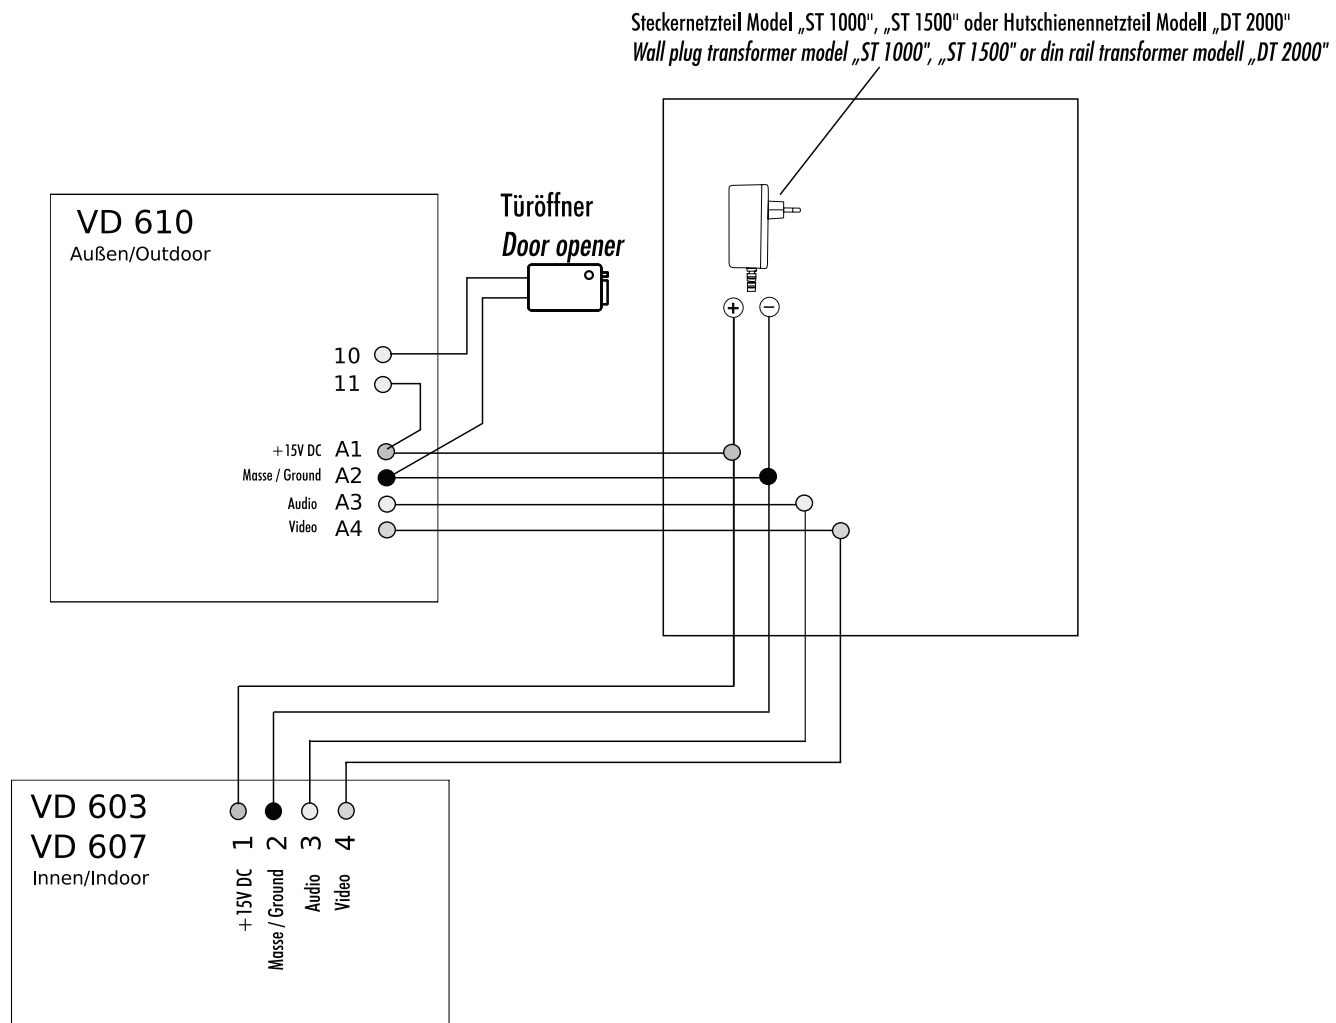 Steckernetzteil Model „ST 1000", „ST 1500" oder Hutschienennetzteil Modell „DT 2000"
Wall plug transformer model „ST 1000", „ST 1500" or din rail transformer modell „DT 2000"
VD 610
Außen/Outdoor
Türöffner
Door opener
+ −
10
11
+15V DC A1
Masse / Ground A2
Audio A3
Video A4
VD 603
VD 607
Innen/Indoor
1 +15V DC
2 Masse / Ground
3 Audio
4 Video